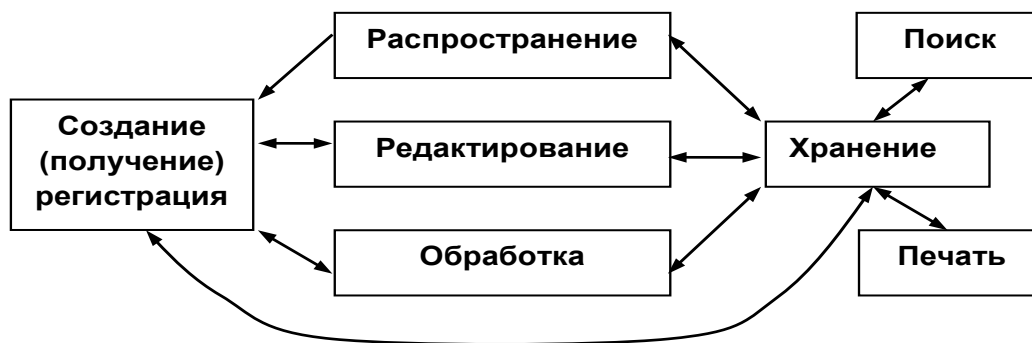 Распространение
Поиск
Создание
(получение)
регистрация
Редактирование
Хранение
Обработка
Печать